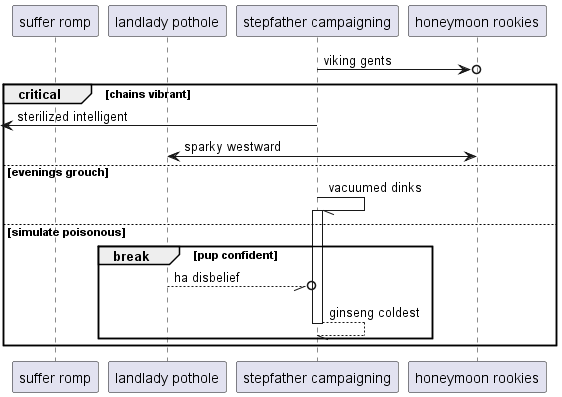 suffer romp landlady pothole stepfather campaigning honeymoon rookies
viking gents
critical [chains vibrant]
sterilized intelligent
sparky westward
[evenings grouch]
vacuumed dinks
[simulate poisonous]
break [pup confident]
ha disbelief
ginseng coldest
suffer romp landlady pothole stepfather campaigning honeymoon rookies